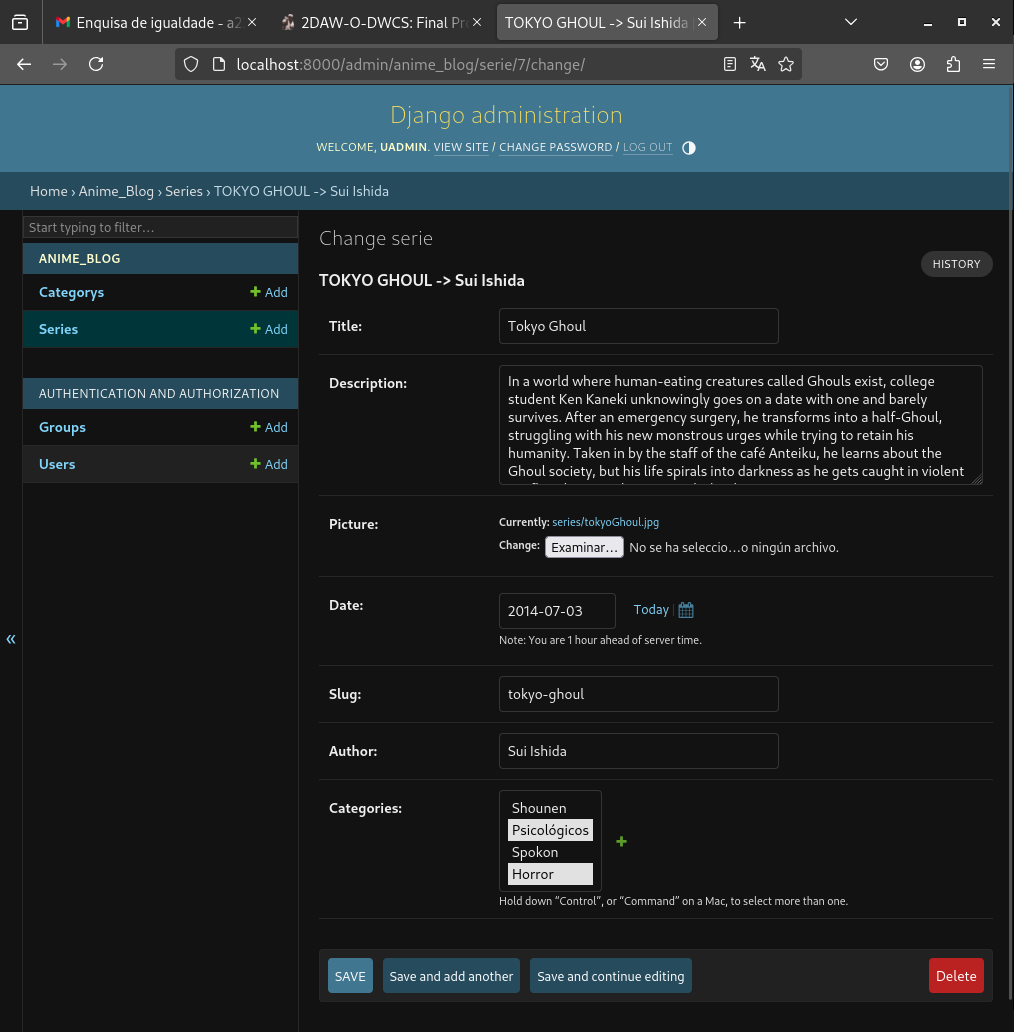 Enquisa de igualdade - a2
2DAW-O-DWCS: Final Pr
TOKYO GHOUL -> Sui Ishida
localhost:8000/admin/anime_blog/serie/7/change/
Django administration
WELCOME, UADMIN. VIEW SITE / CHANGE PASSWORD / LOG OUT
Home › Anime_Blog › Series › TOKYO GHOUL -> Sui Ishida
Start typing to filter…
ANIME_BLOG
Categorys
Add
Series
Add
AUTHENTICATION AND AUTHORIZATION
Groups
Add
Users
Add
«
Change serie
HISTORY
TOKYO GHOUL -> Sui Ishida
Title:
Tokyo Ghoul
Description:
In a world where human-eating creatures called Ghouls exist, college
student Ken Kaneki unknowingly goes on a date with one and barely
survives. After an emergency surgery, he transforms into a half-Ghoul,
struggling with his new monstrous urges while trying to retain his
humanity. Taken in by the staff of the café Anteiku, he learns about the
Ghoul society, but his life spirals into darkness as he gets caught in violent
Picture:
Currently: series/tokyoGhoul.jpg
Change: Examinar… No se ha seleccio…o ningún archivo.
Date:
2014-07-03
Today |
Note: You are 1 hour ahead of server time.
Slug:
tokyo-ghoul
Author:
Sui Ishida
Categories:
Shounen
Psicológicos
Spokon
Horror
Hold down “Control”, or “Command” on a Mac, to select more than one.
SAVE
Save and add another
Save and continue editing
Delete